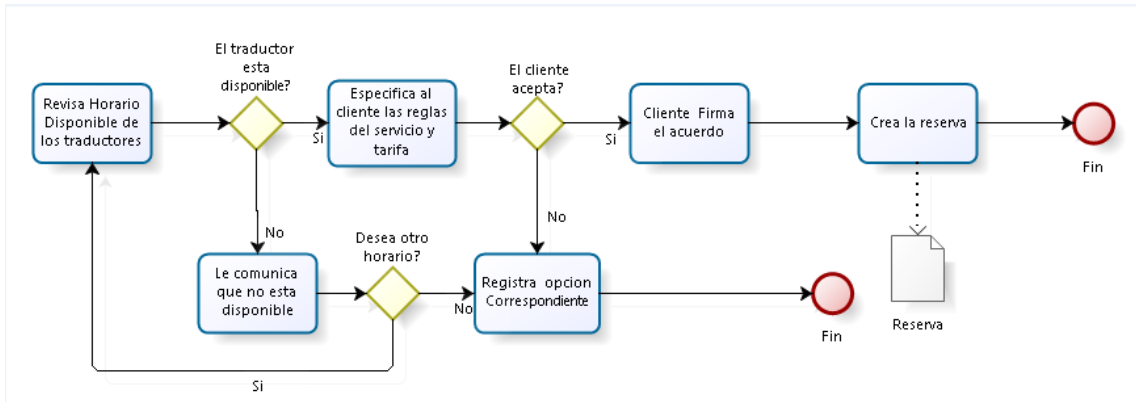 El traductor
esta
disponible?
El cliente
acepta?
Revisa Horario
Disponible de
los traductores
Si
Especifica al
cliente las reglas
del servicio y
tarifa
Si
Cliente Firma
el acuerdo
Crea la reserva
Fin
No
No
Desea otro
horario?
Le comunica
que no esta
disponible
No
Registra opcion
Correspondiente
Fin
Reserva
Si